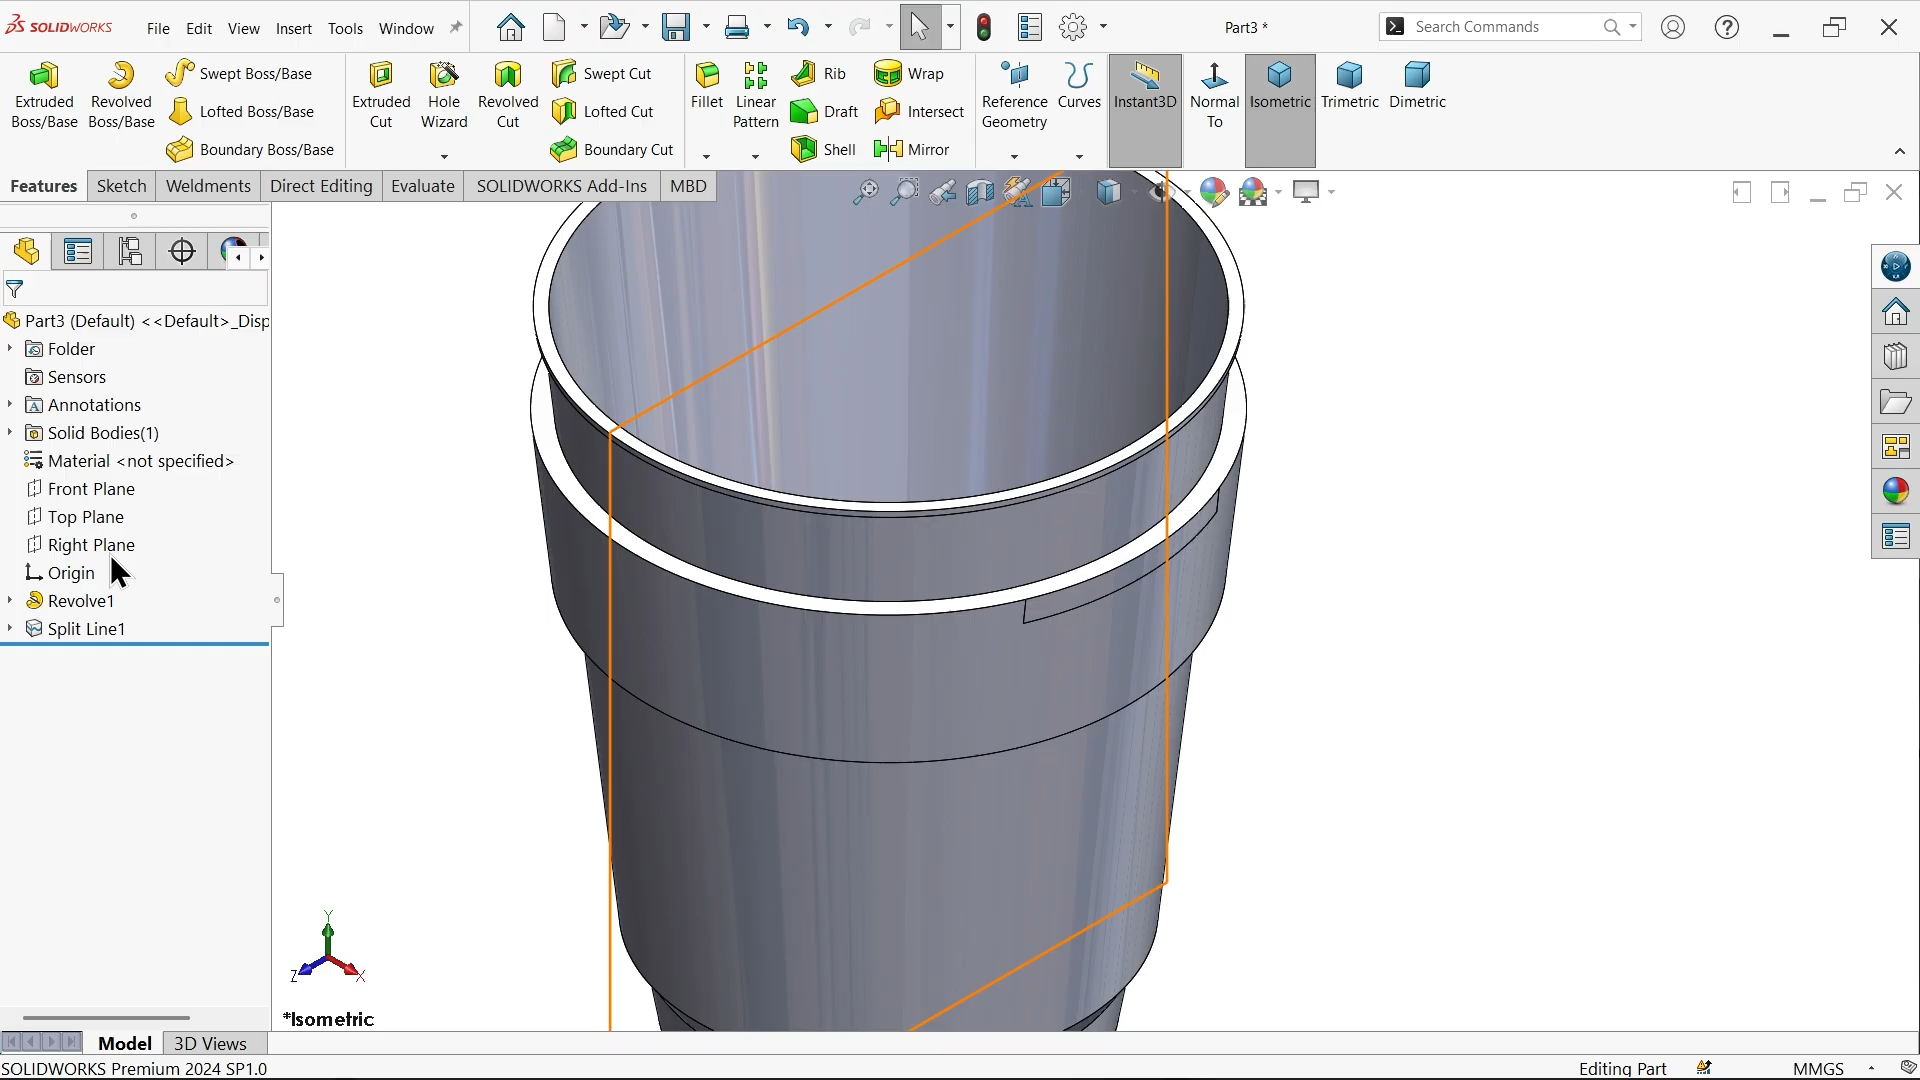 SOLIDWORKS File Edit View Insert Tools Window Part3 * Search Commands
Extruded Boss/Base
Revolved Boss/Base
Swept Boss/Base
Lofted Boss/Base
Boundary Boss/Base
Extruded Cut
Hole Wizard
Revolved Cut
Swept Cut
Lofted Cut
Boundary Cut
Fillet
Linear Pattern
Rib
Draft
Shell
Wrap
Intersect
Mirror
Reference Geometry
Curves
Instant3D
Normal To
Isometric
Trimetric
Dimetric
Features Sketch Weldments Direct Editing Evaluate SOLIDWORKS Add-Ins MBD
Part3 (Default) <<Default>_Disp
Folder
Sensors
Annotations
Solid Bodies(1)
Material <not specified>
Front Plane
Top Plane
Right Plane
Origin
Revolve1
Split Line1
Y
Z
X
*Isometric
Model 3D Views
SOLIDWORKS Premium 2024 SP1.0 Editing Part MMGS